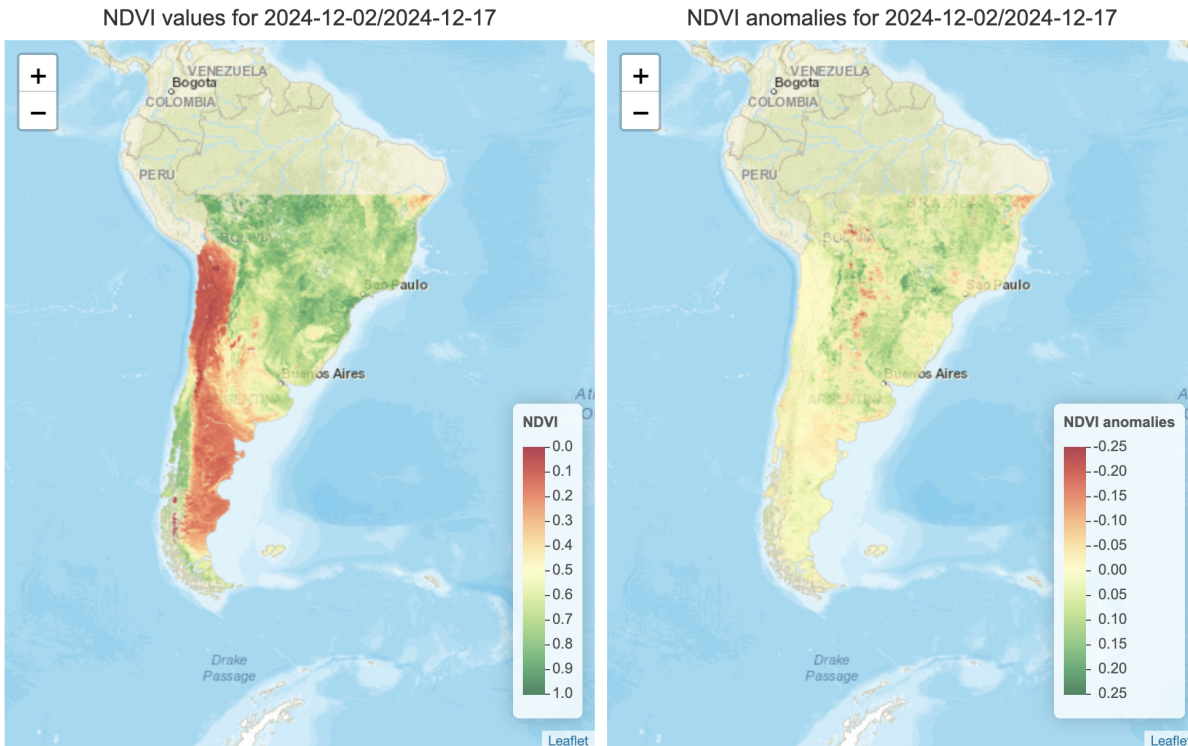 NDVI values for 2024-12-02/2024-12-17
+
−
VENEZUELA
Bogota
COLOMBIA
PERU
BOLIVIA
Sao Paulo
Buenos Aires
ARGENTINA
Drake
Passage
NDVI
0.0
0.1
0.2
0.3
0.4
0.5
0.6
0.7
0.8
0.9
1.0
Leaflet
NDVI anomalies for 2024-12-02/2024-12-17
+
−
VENEZUELA
Bogota
COLOMBIA
PERU
BRAZIL
BOLIVIA
Sao Paulo
Buenos Aires
ARGENTINA
Drake
Passage
NDVI anomalies
-0.25
-0.20
-0.15
-0.10
-0.05
0.00
0.05
0.10
0.15
0.20
0.25
Leaflet